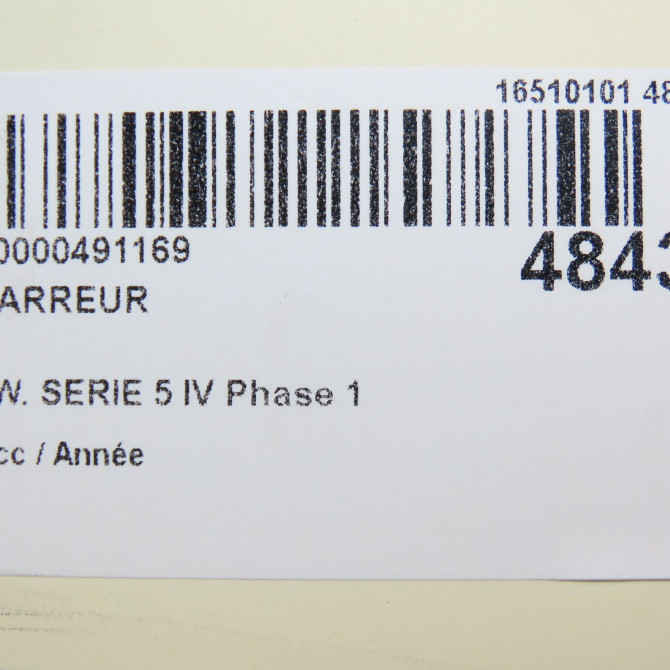 16510101 48
0000491169
4843
ARREUR
W. SERIE 5 IV Phase 1
cc / Année